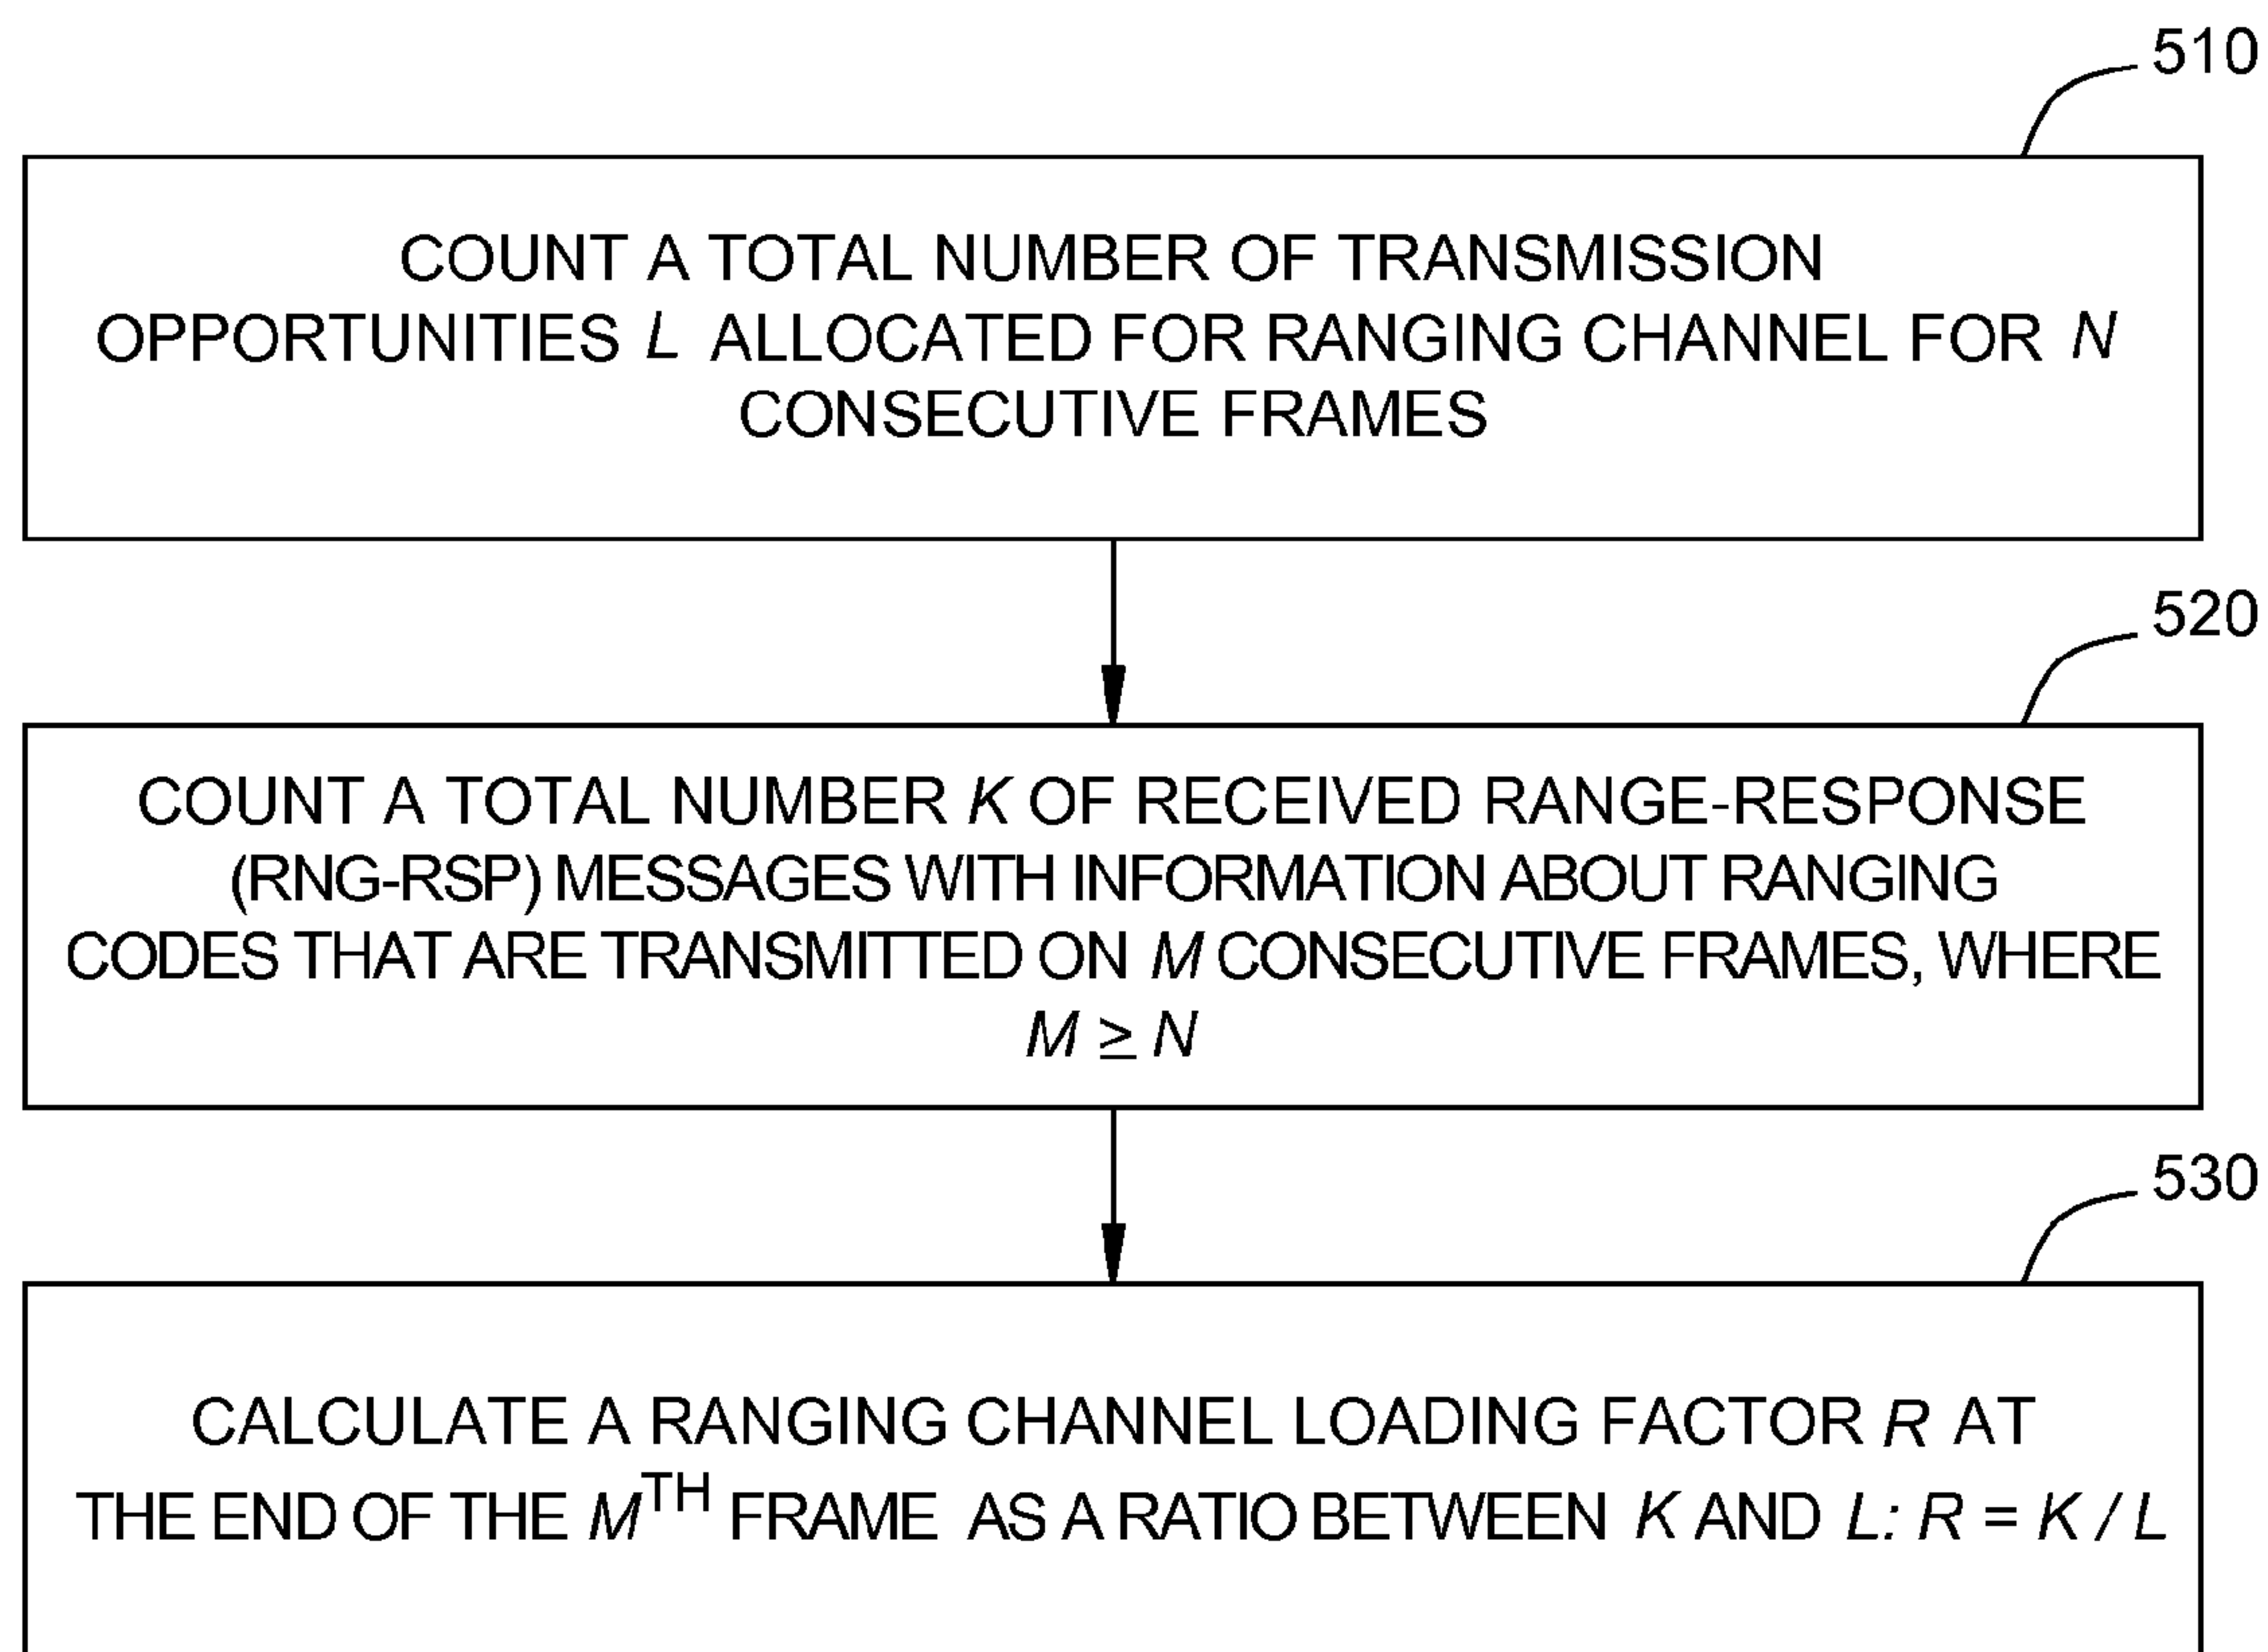 510
COUNT A TOTAL NUMBER OF TRANSMISSION
OPPORTUNITIES L ALLOCATED FOR RANGING CHANNEL FOR N
CONSECUTIVE FRAMES
520
COUNT A TOTAL NUMBER K OF RECEIVED RANGE-RESPONSE
(RNG-RSP) MESSAGES WITH INFORMATION ABOUT RANGING
CODES THAT ARE TRANSMITTED ON M CONSECUTIVE FRAMES, WHERE
M ≥ N
530
CALCULATE A RANGING CHANNEL LOADING FACTOR R AT
THE END OF THE M^TH FRAME AS A RATIO BETWEEN K AND L: R = K / L